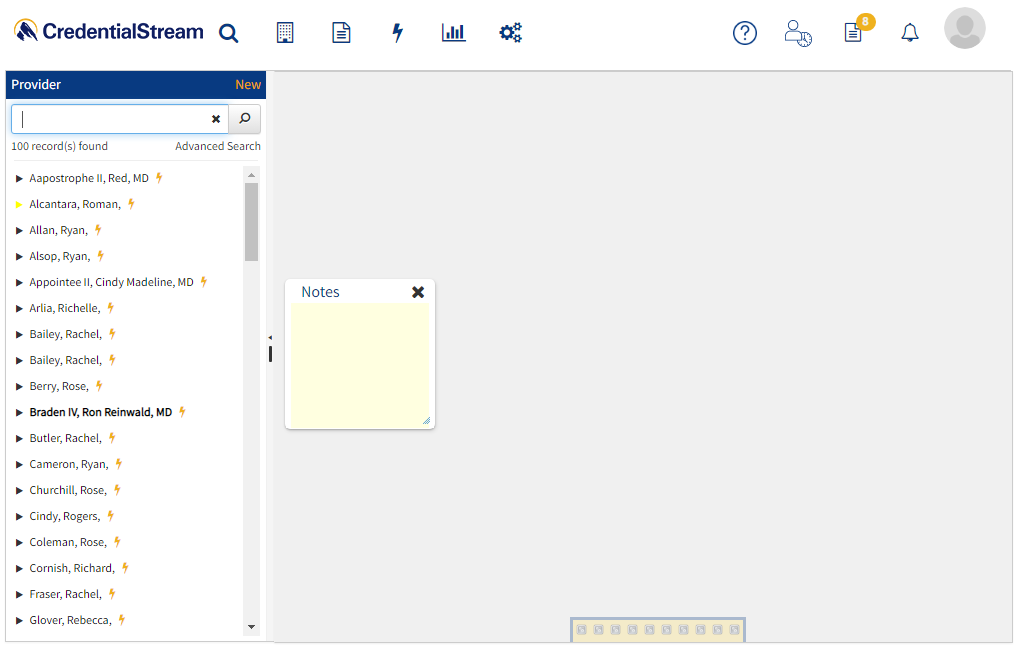 CredentialStream
8
Provider New
100 record(s) found Advanced Search
Aapostrophe II, Red, MD
Alcantara, Roman,
Allan, Ryan,
Alsop, Ryan,
Appointee II, Cindy Madeline, MD
Arlia, Richelle,
Bailey, Rachel,
Bailey, Rachel,
Berry, Rose,
Braden IV, Ron Reinwald, MD
Butler, Rachel,
Cameron, Ryan,
Churchill, Rose,
Cindy, Rogers,
Coleman, Rose,
Cornish, Richard,
Fraser, Rachel,
Glover, Rebecca,
Notes